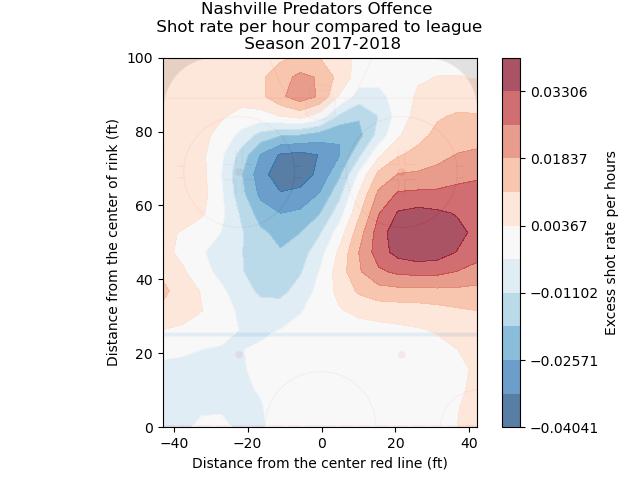 Nashville Predators Offence
Shot rate per hour compared to league
Season 2017-2018
100
80
60
40
20
0
−40
−20
0
20
40
Distance from the center of rink (ft)
Distance from the center red line (ft)
0.03306
0.01837
0.00367
−0.01102
−0.02571
−0.04041
Excess shot rate per hours